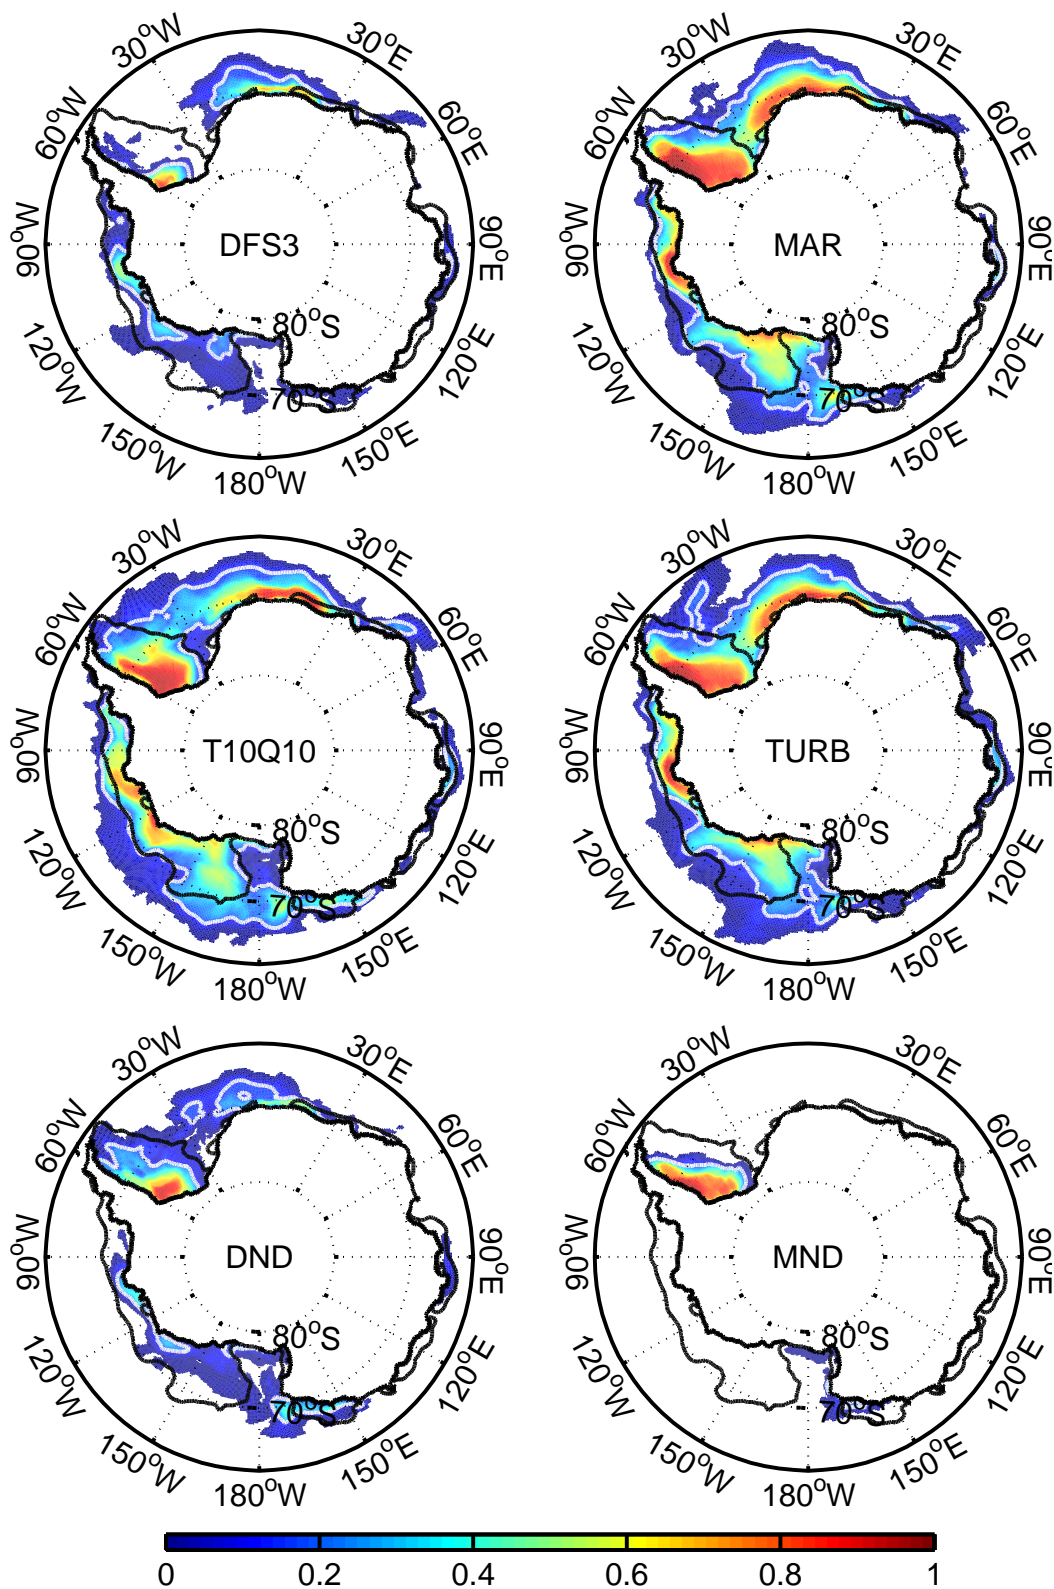 30°W 30°E
60°W 60°E
90°W DFS3 90°E
80°S
120°W 120°E
70°S
150°W 150°E
180°W
30°W 30°E
60°W 60°E
90°W MAR 90°E
80°S
120°W 120°E
70°S
150°W 150°E
180°W
30°W 30°E
60°W 60°E
90°W T10Q10 90°E
80°S
120°W 120°E
70°S
150°W 150°E
180°W
30°W 30°E
60°W 60°E
90°W TURB 90°E
80°S
120°W 120°E
70°S
150°W 150°E
180°W
30°W 30°E
60°W 60°E
90°W DND 90°E
80°S
120°W 120°E
70°S
150°W 150°E
180°W
30°W 30°E
60°W 60°E
90°W MND 90°E
80°S
120°W 120°E
70°S
150°W 150°E
180°W
0 0.2 0.4 0.6 0.8 1